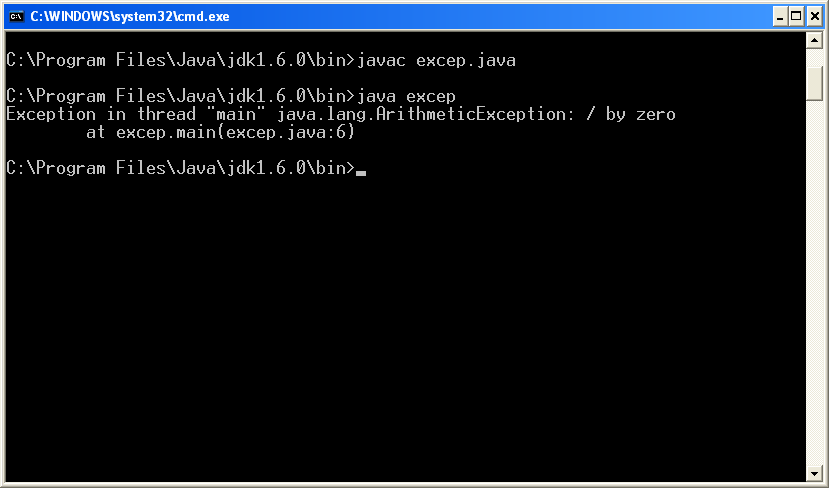 C:\WINDOWS\system32\cmd.exe
C:\Program Files\Java\jdk1.6.0\bin>javac excep.java
C:\Program Files\Java\jdk1.6.0\bin>java excep
Exception in thread "main" java.lang.ArithmeticException: / by zero
        at excep.main(excep.java:6)
C:\Program Files\Java\jdk1.6.0\bin>_